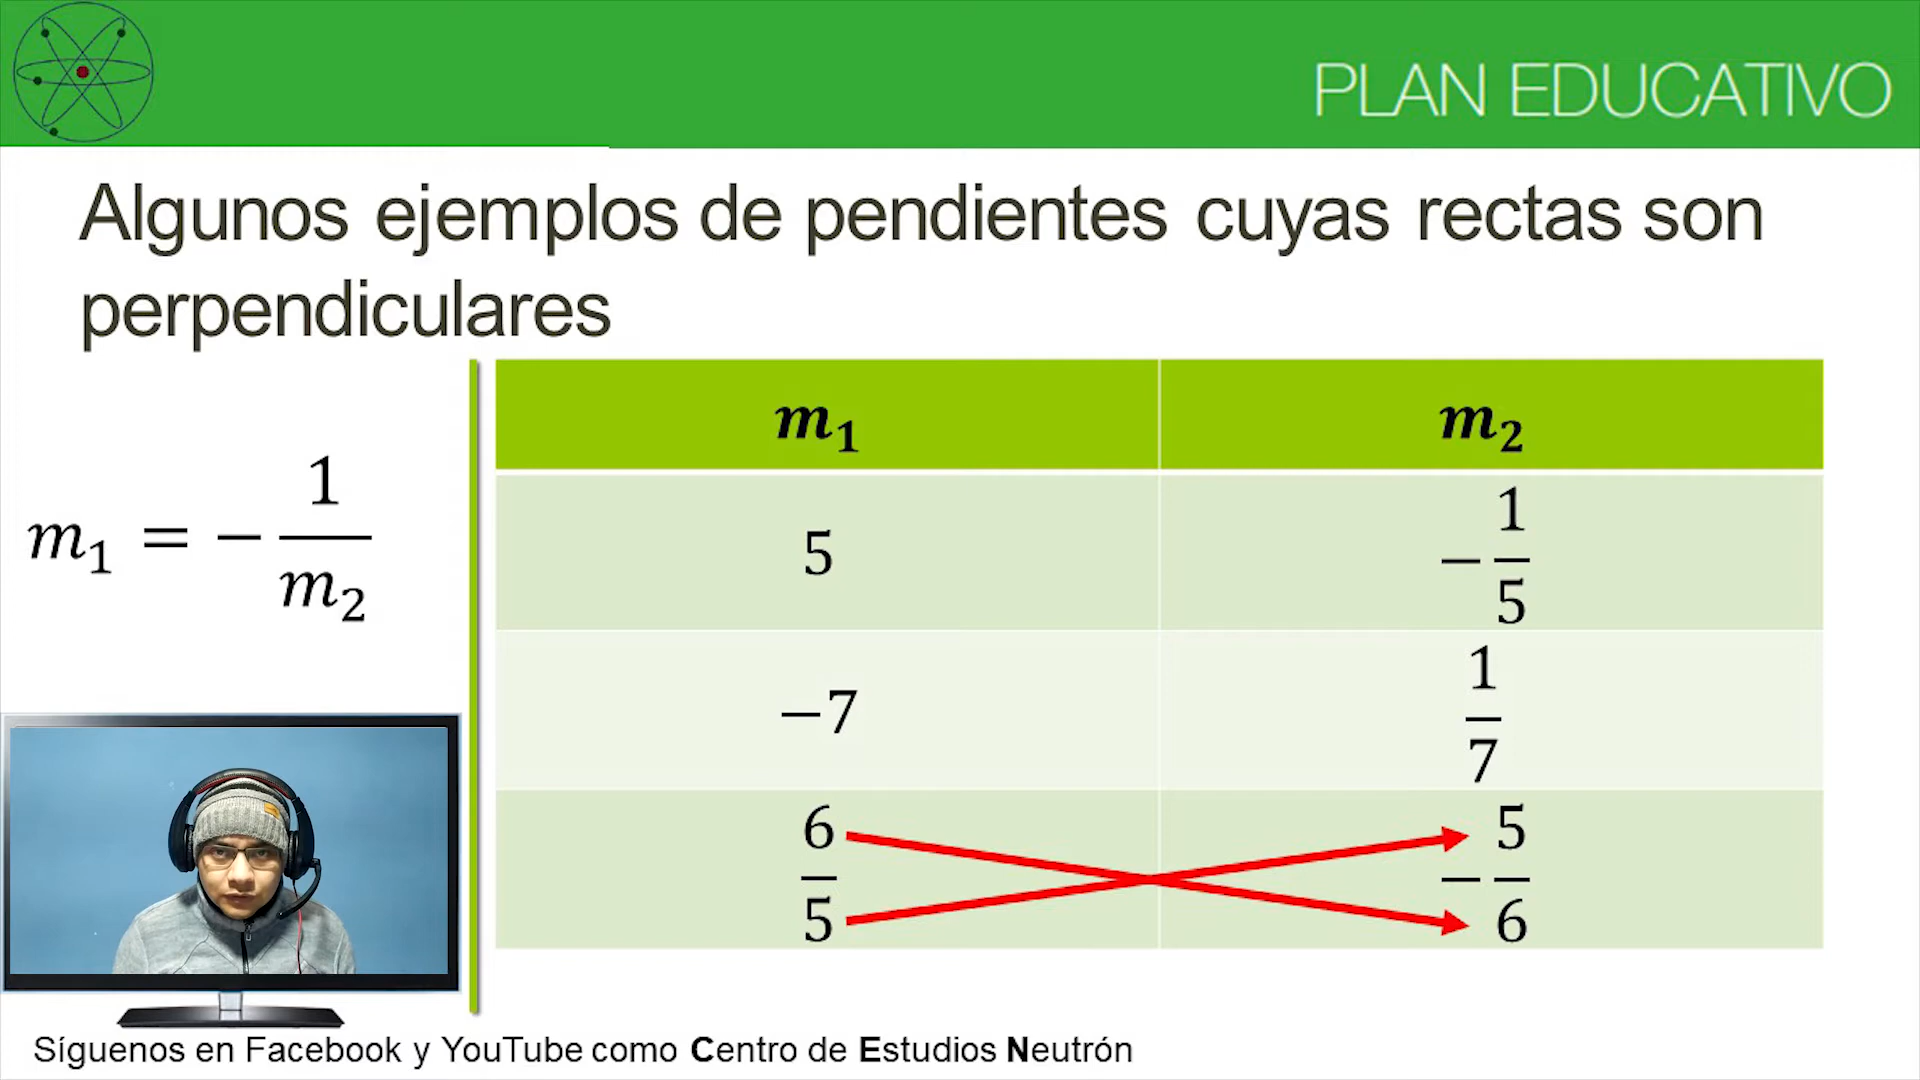 PLAN EDUCATIVO
Algunos ejemplos de pendientes cuyas rectas son
perpendiculares
m₁ = − 1/m₂
m₁ m₂
5 − 1/5
−7 1/7
6/5 − 5/6
Síguenos en Facebook y YouTube como Centro de Estudios Neutrón